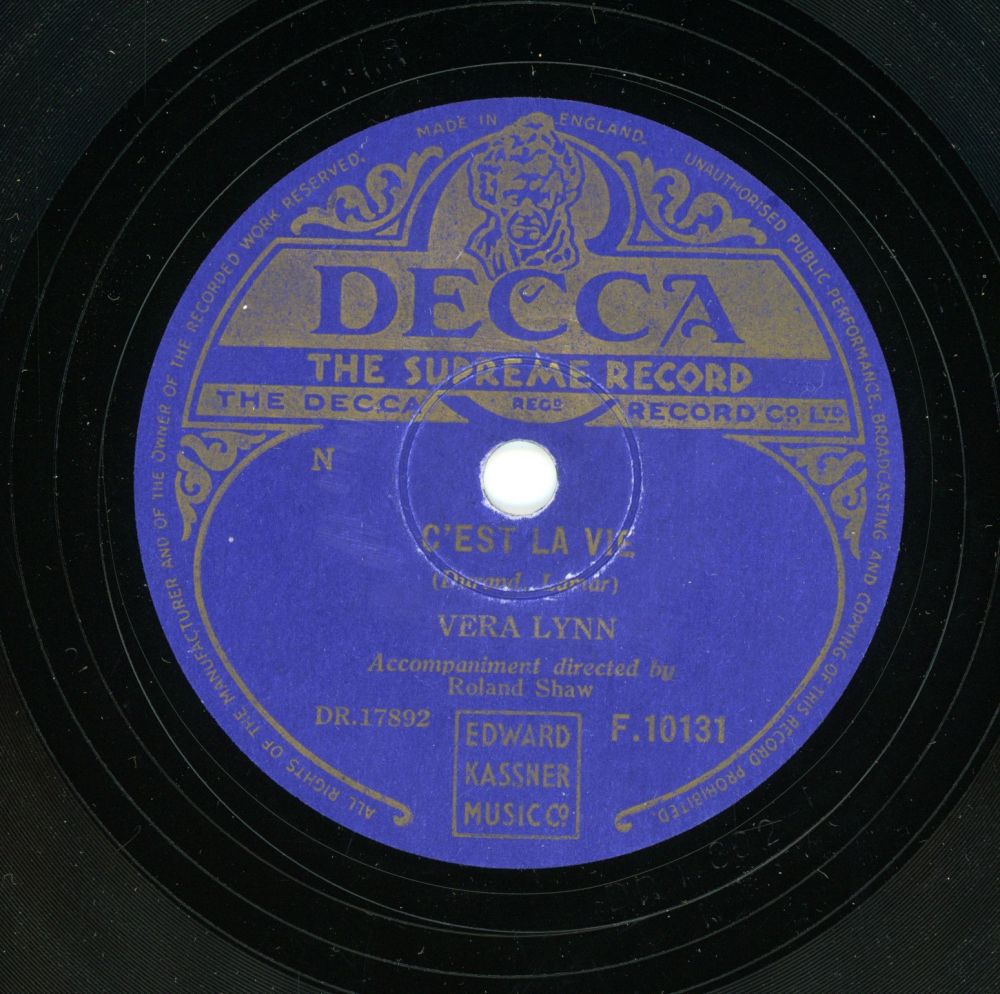 MADE IN ENGLAND.
DECCA
THE SUPREME RECORD
THE DECCA REGD RECORD CO. LTD.
N
C'EST LA VIE
(Durand, Lamar)
VERA LYNN
Accompaniment directed by
Roland Shaw
DR.17892
F.10131
EDWARD
KASSNER
MUSIC CO.
ALL RIGHTS OF THE MANUFACTURER AND OF THE OWNER OF THE RECORDED WORK RESERVED.
UNAUTHORISED PUBLIC PERFORMANCE, BROADCASTING AND COPYING OF THIS RECORD PROHIBITED.